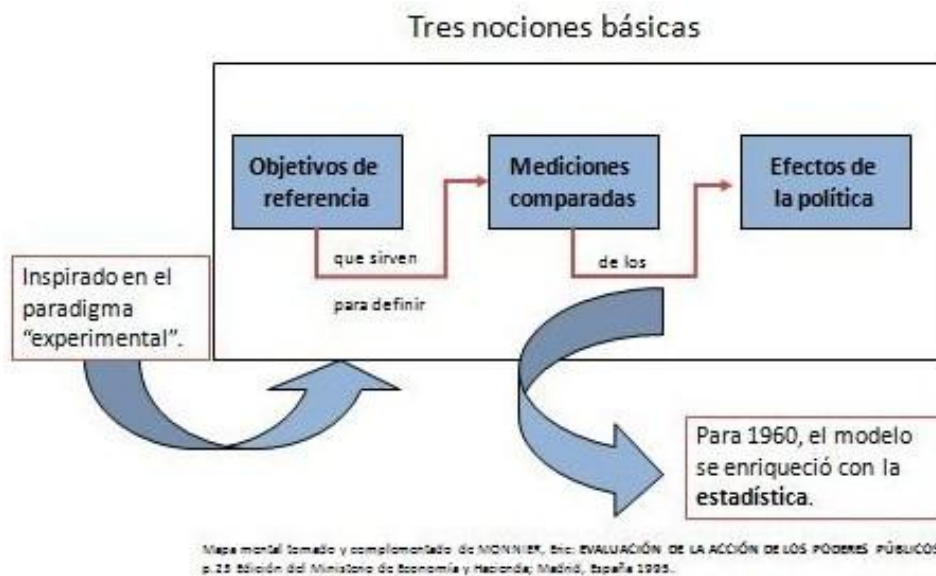 Tres nociones básicas
Objetivos de
referencia
Mediciones
comparadas
Efectos de
la política
que sirven
para definir
de los
Inspirado en el
paradigma
“experimental”.
Para 1960, el modelo
se enriqueció con la
estadística.
Mapa mental tomado y complementado de MONNIER, Eric: EVALUACIÓN DE LA ACCIÓN DE LOS PODERES PÚBLICOS
p.23 Edición del Ministerio de Economía y Hacienda; Madrid, España 1995.